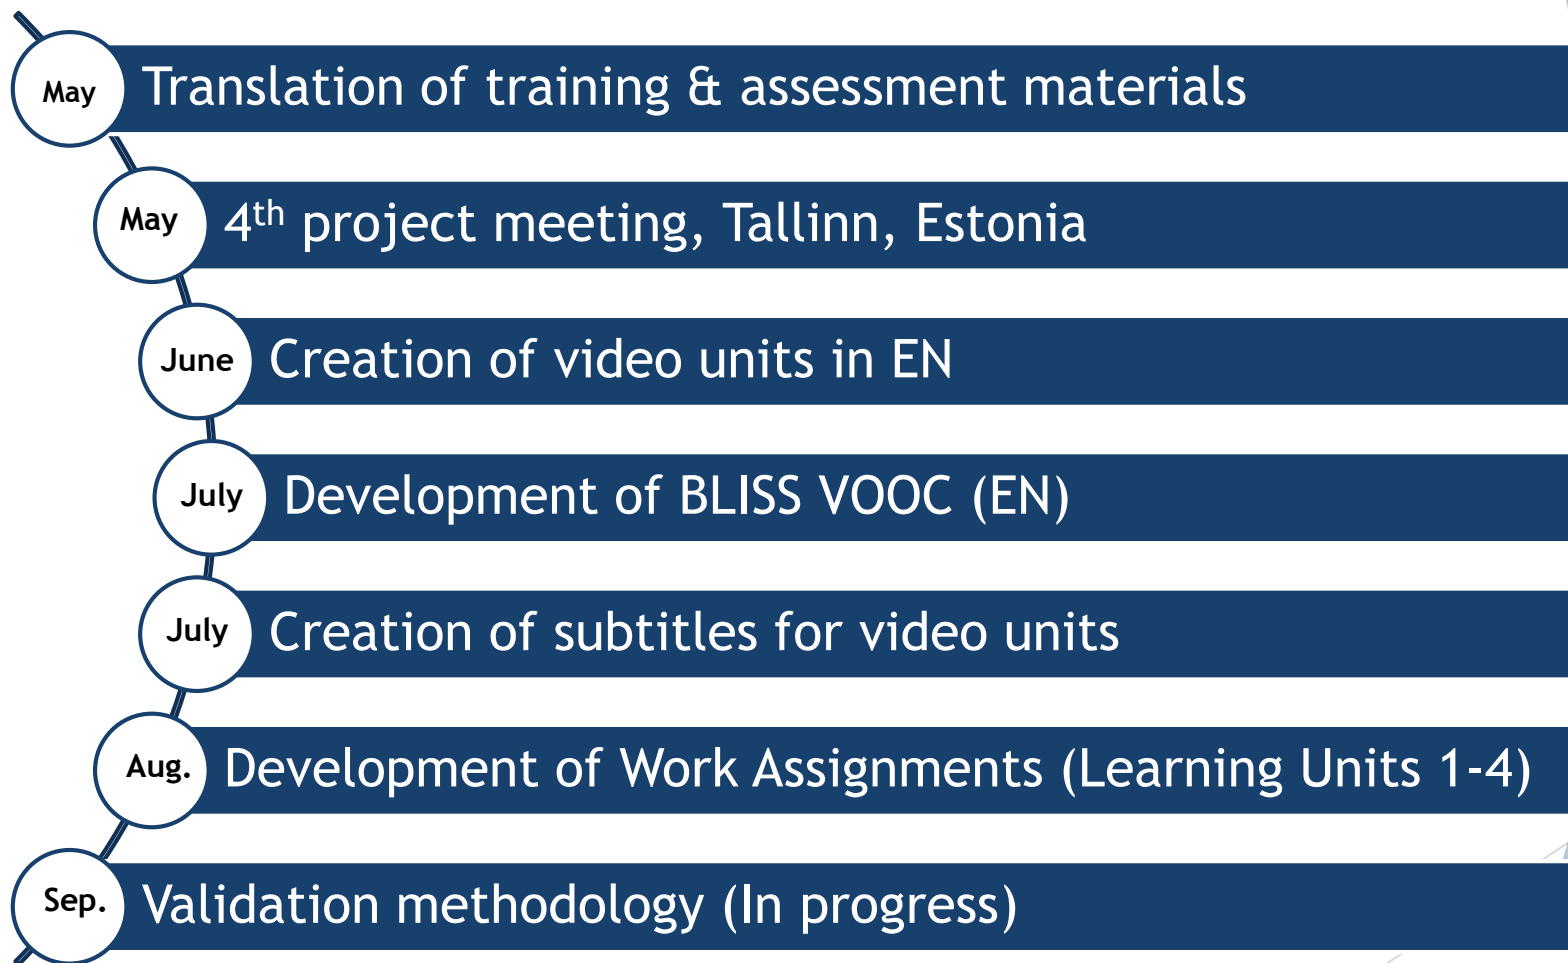 May Translation of training & assessment materials
May 4th project meeting, Tallinn, Estonia
June Creation of video units in EN
July Development of BLISS VOOC (EN)
July Creation of subtitles for video units
Aug. Development of Work Assignments (Learning Units 1-4)
Sep. Validation methodology (In progress)